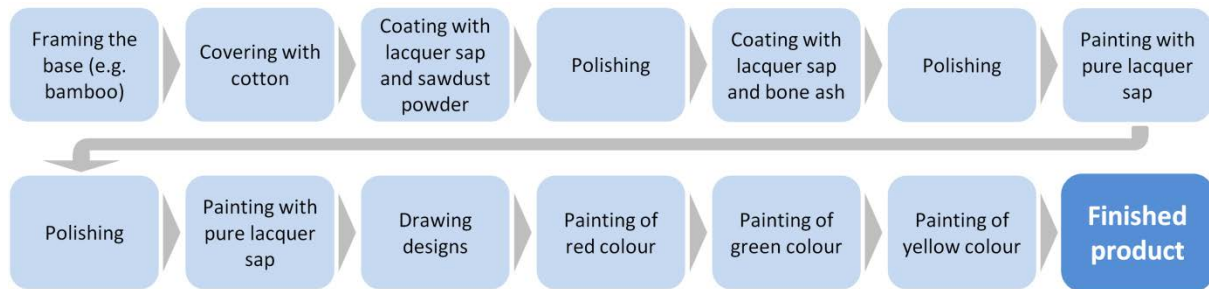 Framing the
base (e.g.
bamboo)
Covering with
cotton
Coating with
lacquer sap
and sawdust
powder
Polishing
Coating with
lacquer sap
and bone ash
Polishing
Painting with
pure lacquer
sap
Polishing
Painting with
pure lacquer
sap
Drawing
designs
Painting of
red colour
Painting of
green colour
Painting of
yellow colour
Finished
product